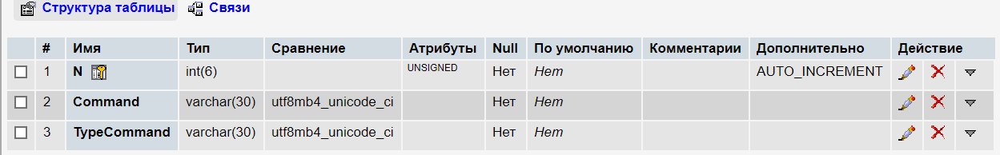 Структура таблицы Связи
# Имя Тип Сравнение Атрибуты Null По умолчанию Комментарии Дополнительно Действие
1 N int(6) UNSIGNED Нет Нет AUTO_INCREMENT
2 Command varchar(30) utf8mb4_unicode_ci Нет Нет
3 TypeCommand varchar(30) utf8mb4_unicode_ci Нет Нет